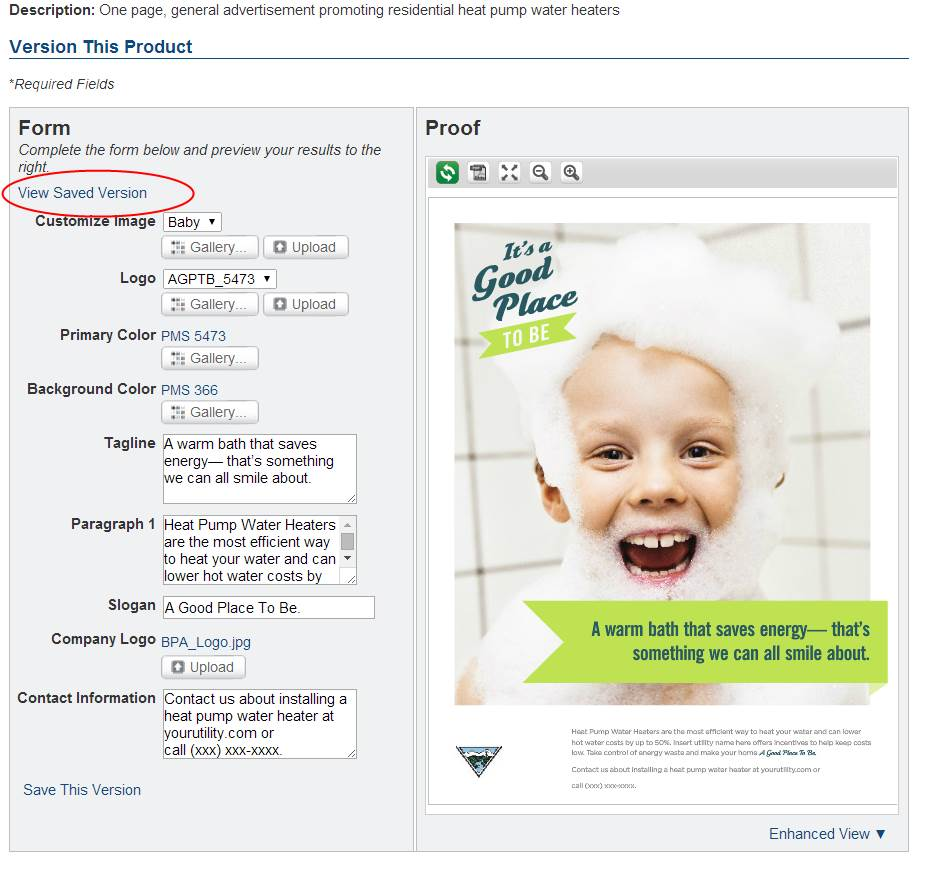 Description: One page, general advertisement promoting residential heat pump water heaters
Version This Product
*Required Fields
Form
Complete the form below and preview your results to the
right.
View Saved Version
Customize Image Baby ▼
Gallery... Upload
Logo AGPTB_5473 ▼
Gallery... Upload
Primary Color PMS 5473
Gallery...
Background Color PMS 366
Gallery...
Tagline A warm bath that saves
energy— that's something
we can all smile about.
Paragraph 1 Heat Pump Water Heaters
are the most efficient way
to heat your water and can
lower hot water costs by
Slogan A Good Place To Be.
Company Logo BPA_Logo.jpg
Upload
Contact Information Contact us about installing a
heat pump water heater at
yourutility.com or
call (xxx) xxx-xxxx.
Save This Version
Proof
It's a
Good
Place
TO BE
A warm bath that saves energy— that's
something we can all smile about.
Heat Pump Water Heaters are the most efficient way to heat your water and can lower
hot water costs by up to 50%. Insert utility name here offers incentives to help keep costs
low. Take control of energy waste and make your home A Good Place To Be.
Contact us about installing a heat pump water heater at yourutility.com or
call (xxx) xxx-xxxx.
Enhanced View ▼